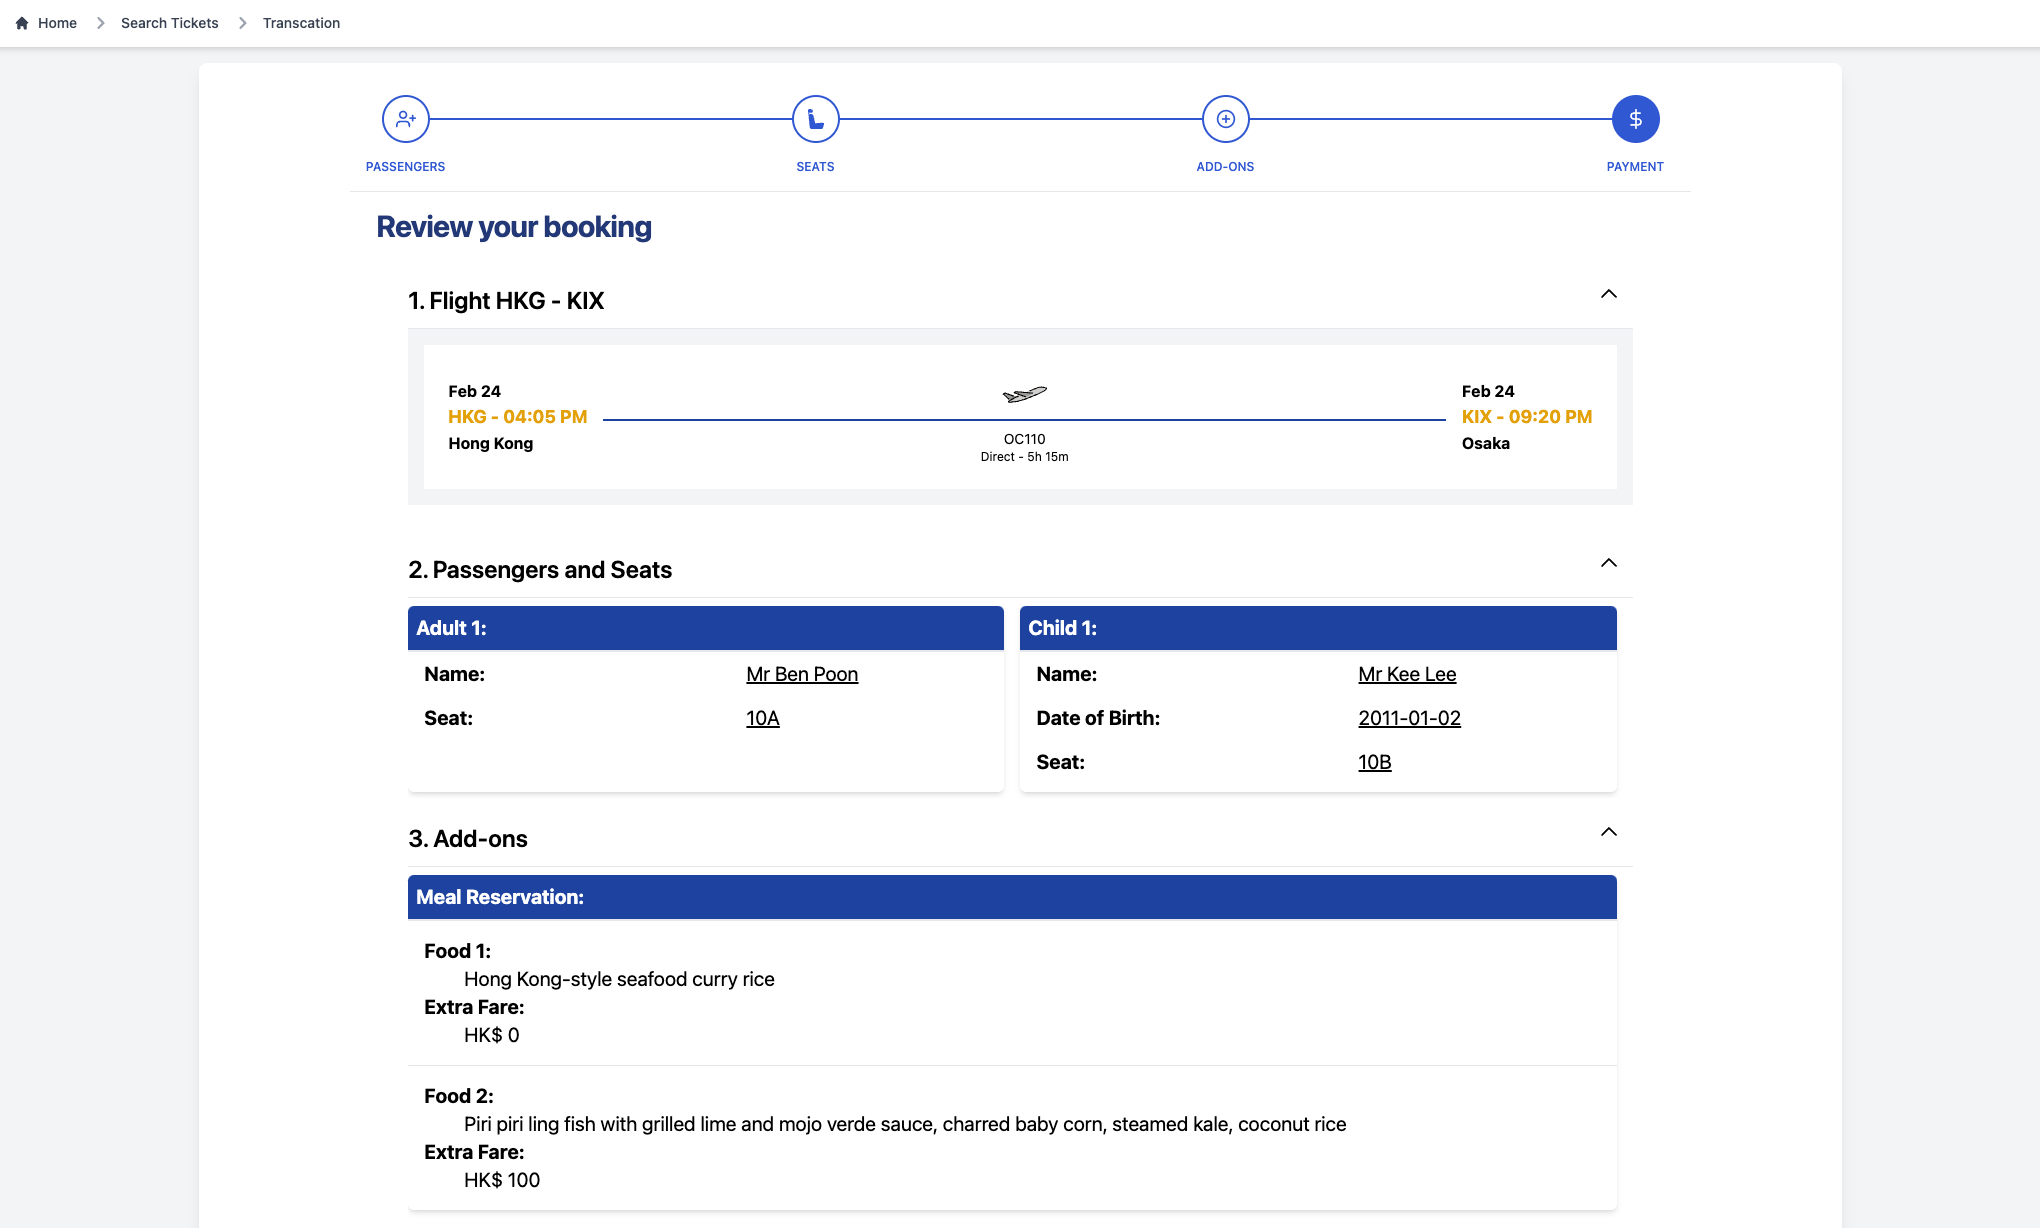 Home
Search Tickets
Transcation
PASSENGERS
SEATS
ADD-ONS
PAYMENT
Review your booking
1. Flight HKG - KIX
Feb 24
HKG - 04:05 PM
Hong Kong
OC110
Direct - 5h 15m
Feb 24
KIX - 09:20 PM
Osaka
2. Passengers and Seats
Adult 1:
Name: Mr Ben Poon
Seat: 10A
Child 1:
Name: Mr Kee Lee
Date of Birth: 2011-01-02
Seat: 10B
3. Add-ons
Meal Reservation:
Food 1:
Hong Kong-style seafood curry rice
Extra Fare:
HK$ 0
Food 2:
Piri piri ling fish with grilled lime and mojo verde sauce, charred baby corn, steamed kale, coconut rice
Extra Fare:
HK$ 100